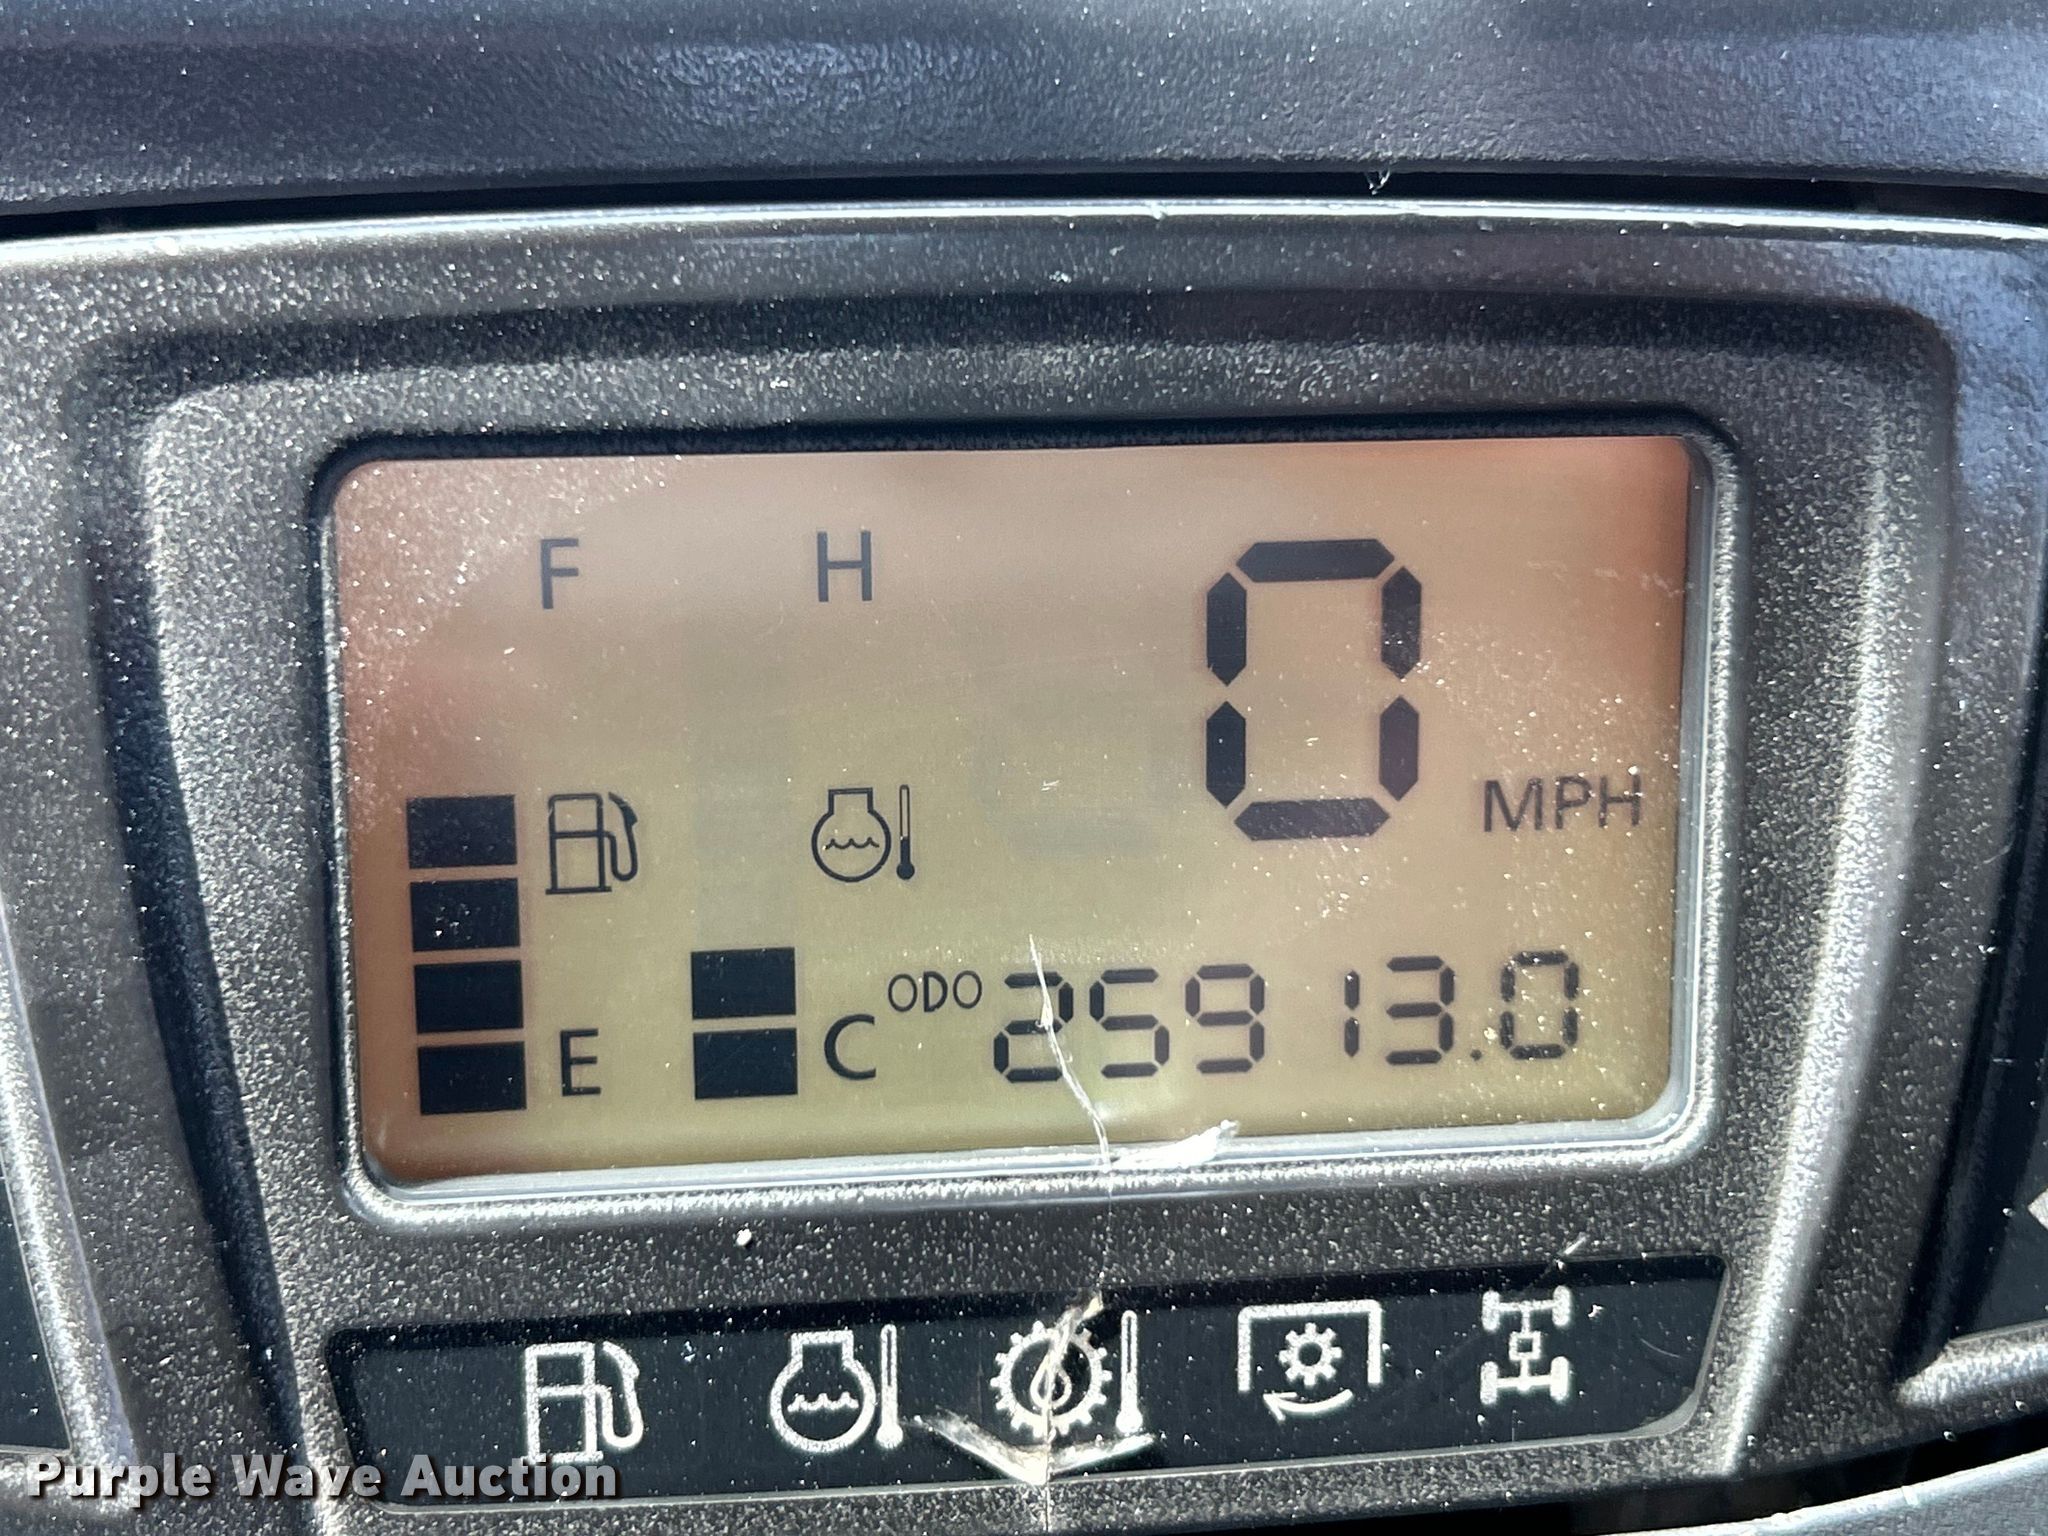 F H
0 MPH
E C ODO 25913.0
Purple Wave Auction